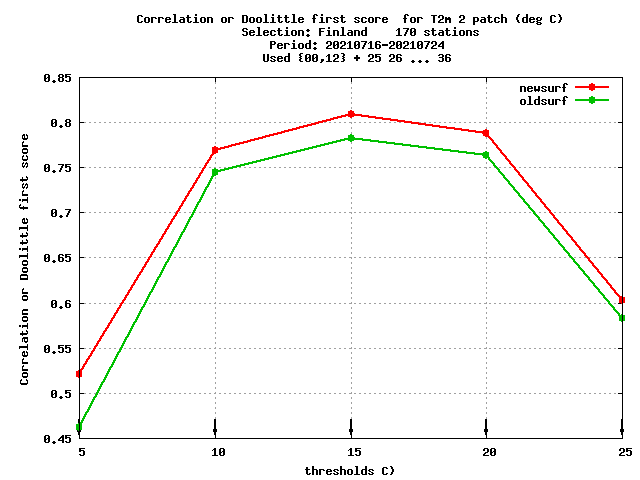 Correlation or Doolittle first score  for T2m 2 patch (deg C)
Selection: Finland    170 stations
Period: 20210716-20210724
Used {00,12} + 25 26 ... 36
newsurf
oldsurf
Correlation or Doolittle first score
0.85
0.8
0.75
0.7
0.65
0.6
0.55
0.5
0.45
5 10 15 20 25
thresholds C)